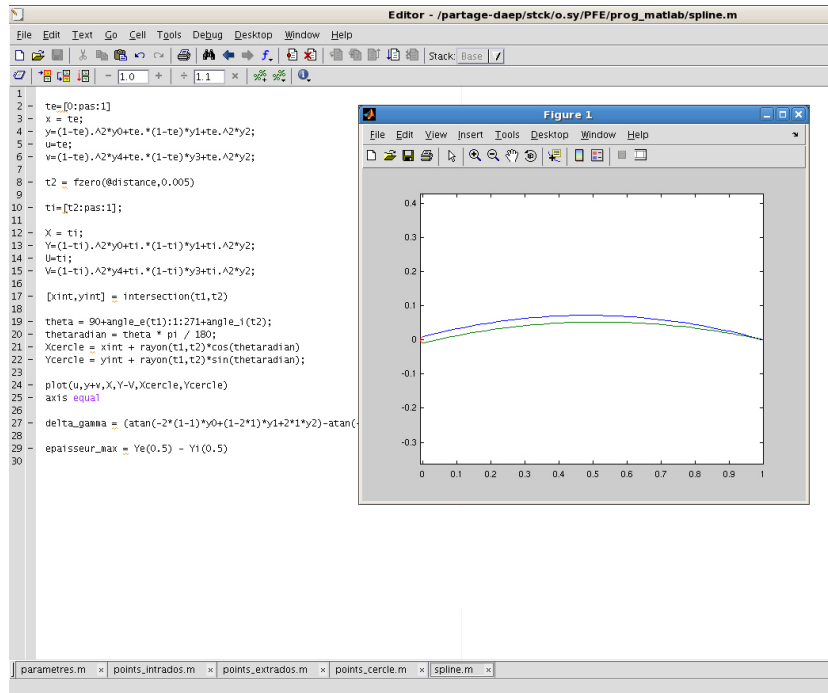 Editor - /partage-daep/stck/o.sy/PFE/prog_matlab/spline.m
File Edit Text Go Cell Tools Debug Desktop Window Help
Stack: Base
- 1.0 + ÷ 1.1 ×
1
2 - te=[0:pas:1]
3 - x = te;
4 - y=(1-te).^2*y0+te.*(1-te)*y1+te.^2*y2;
5 - u=te;
6 - v=(1-te).^2*y4+te.*(1-te)*y3+te.^2*y2;
7
8 - t2 = fzero(@distance,0.005)
9
10 - ti=[t2:pas:1];
11
12 - X = ti;
13 - Y=(1-ti).^2*y0+ti.*(1-ti)*y1+ti.^2*y2;
14 - U=ti;
15 - V=(1-ti).^2*y4+ti.*(1-ti)*y3+ti.^2*y2;
16
17 - [xint,yint] = intersection(t1,t2)
18
19 - theta = 90+angle_e(t1):1:271+angle_i(t2);
20 - thetaradian = theta * pi / 180;
21 - Xcercle = xint + rayon(t1,t2)*cos(thetaradian)
22 - Ycercle = yint + rayon(t1,t2)*sin(thetaradian);
23
24 - plot(u,y+v,X,Y-V,Xcercle,Ycercle)
25 - axis equal
26
27 - delta_gamma = (atan(-2*(1-1)*y0+(1-2*1)*y1+2*1*y2)-atan(-
28
29 - epaisseur_max = Ye(0.5) - Yi(0.5)
30
Figure 1
File Edit View Insert Tools Desktop Window Help
0.4
0.3
0.2
0.1
0
-0.1
-0.2
-0.3
0 0.1 0.2 0.3 0.4 0.5 0.6 0.7 0.8 0.9 1
parametres.m × points_intrados.m × points_extrados.m × points_cercle.m × spline.m ×